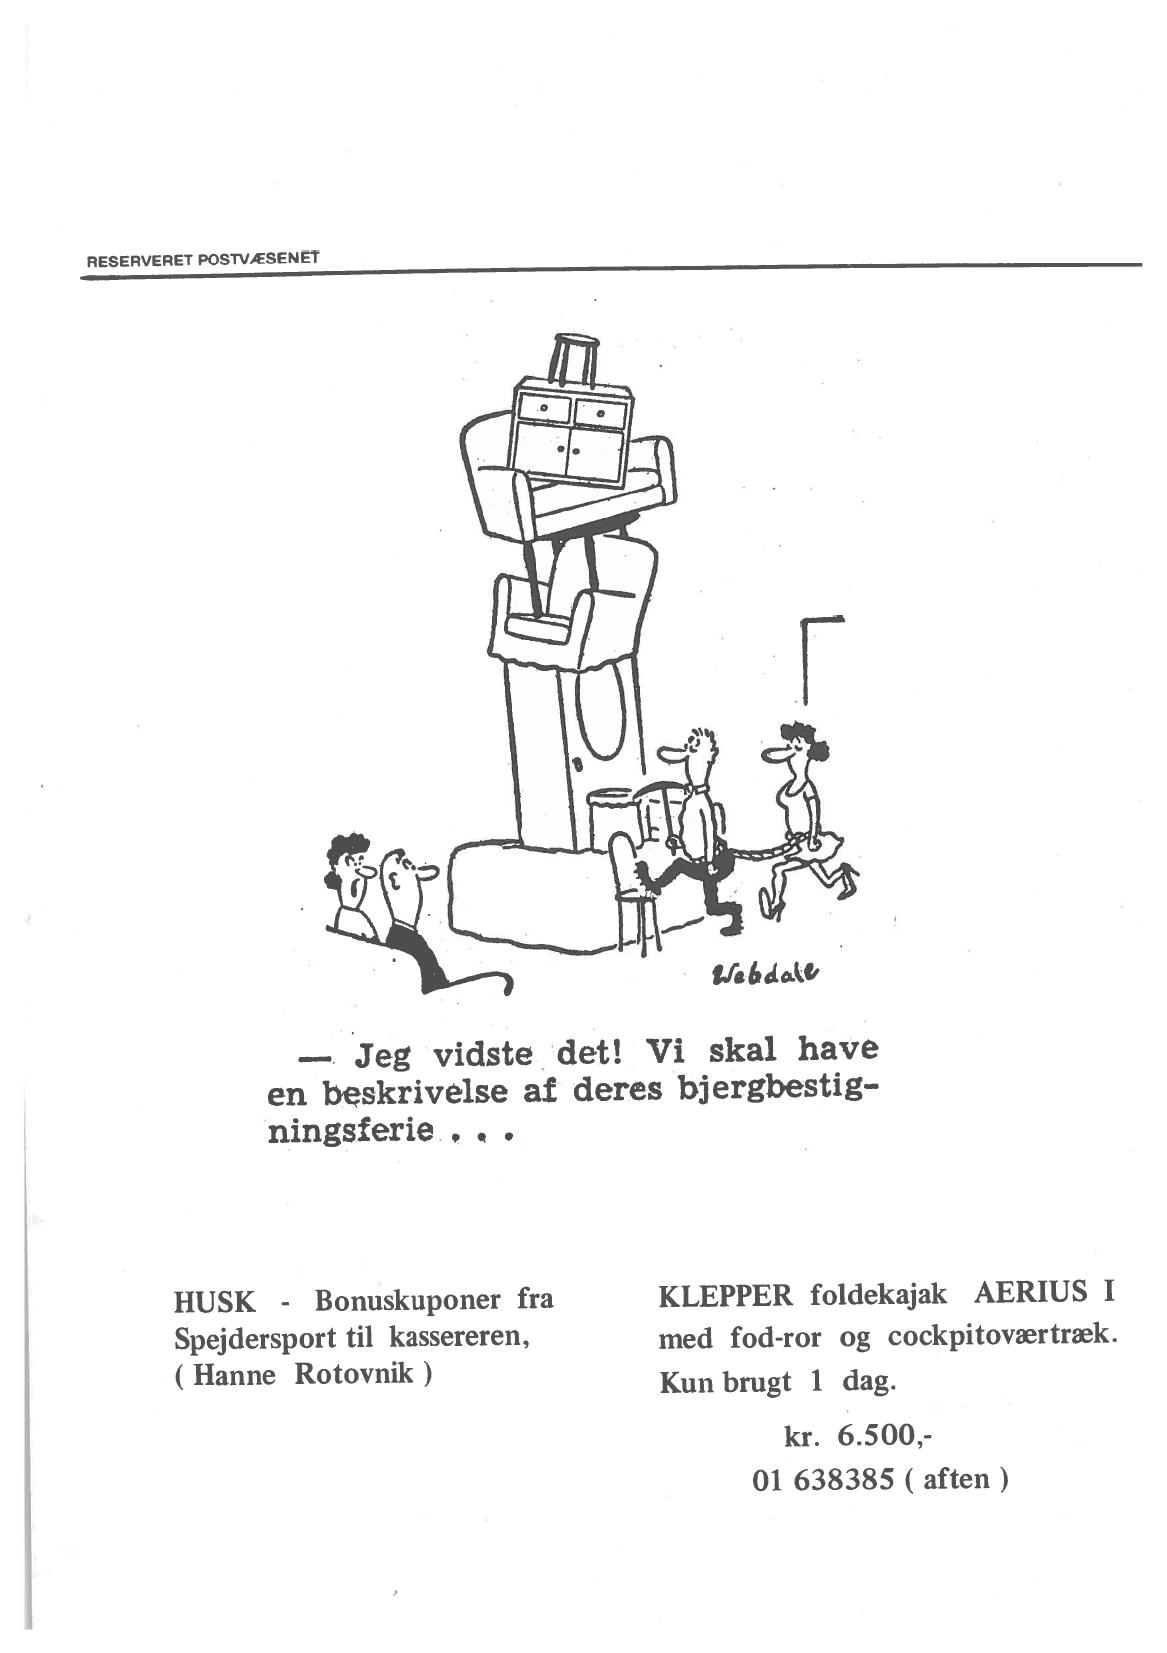 RESERVERET POSTVÆSENET
Webdale
— Jeg vidste det! Vi skal have
en beskrivelse af deres bjergbestig-
ningsferie . . .
HUSK - Bonuskuponer fra
Spejdersport til kassereren,
( Hanne Rotovnik )
KLEPPER foldekajak AERIUS I
med fod-ror og cockpitoværtræk.
Kun brugt 1 dag.
kr. 6.500,-
01 638385 ( aften )